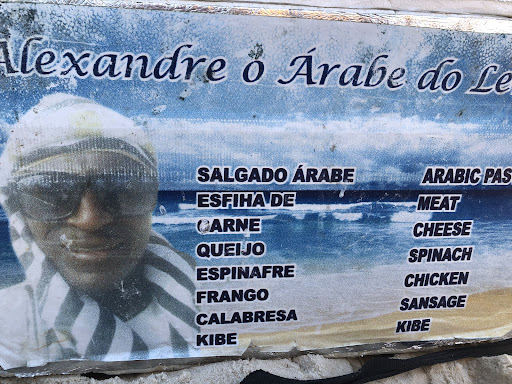 Alexandre o Árabe do Le
SALGADO ÁRABE
ESFIHA DE
CARNE
QUEIJO
ESPINAFRE
FRANGO
CALABRESA
KIBE
ARABIC PAS
MEAT
CHEESE
SPINACH
CHICKEN
SANSAGE
KIBE